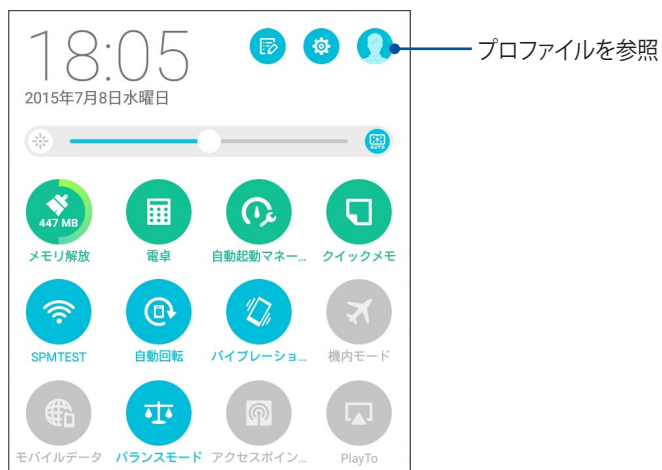 18:05
プロファイルを参照
2015年7月8日水曜日
AUTO
447 MB
メモリ解放 電卓 自動起動マネー... クイックメモ
SPMTEST 自動回転 バイブレーショ... 機内モード
モバイルデータ バランスモード アクセスポイン... PlayTo